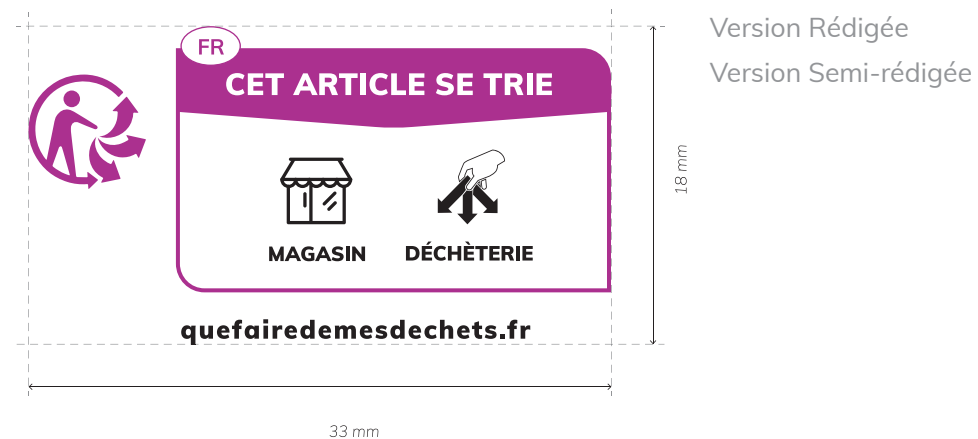 FR
CET ARTICLE SE TRIE
MAGASIN
DÉCHÈTERIE
quefairedemesdechets.fr
33 mm
18 mm
Version Rédigée
Version Semi-rédigée